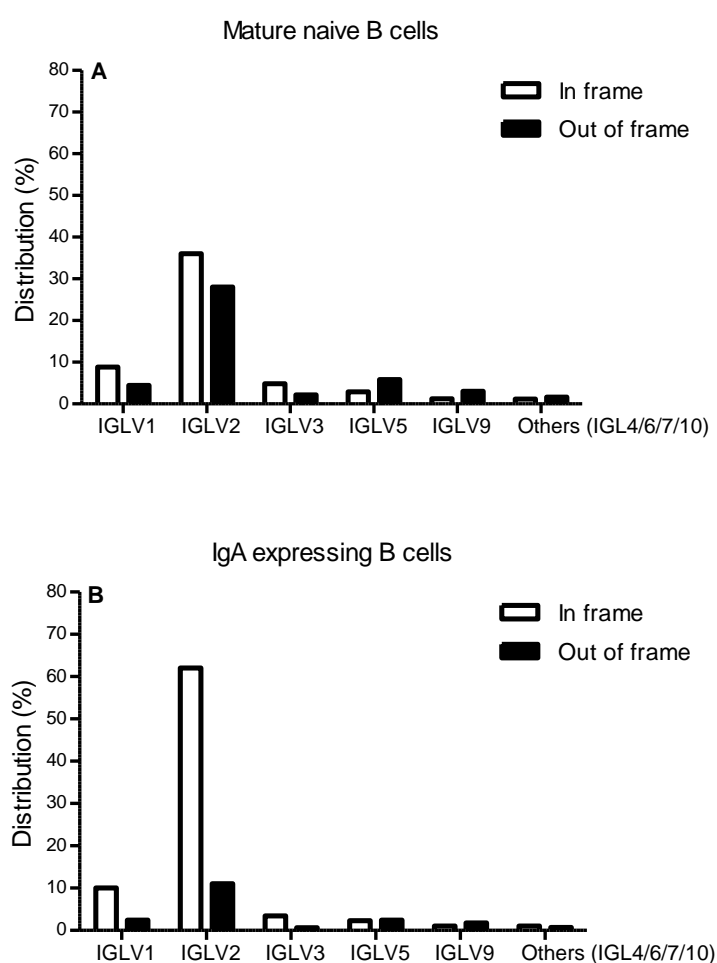 Mature naive B cells
A
In frame
Out of frame
Distribution (%)
80
70
60
50
40
30
20
10
0
IGLV1 IGLV2 IGLV3 IGLV5 IGLV9 Others (IGL4/6/7/10)
IgA expressing B cells
B
In frame
Out of frame
Distribution (%)
80
70
60
50
40
30
20
10
0
IGLV1 IGLV2 IGLV3 IGLV5 IGLV9 Others (IGL4/6/7/10)